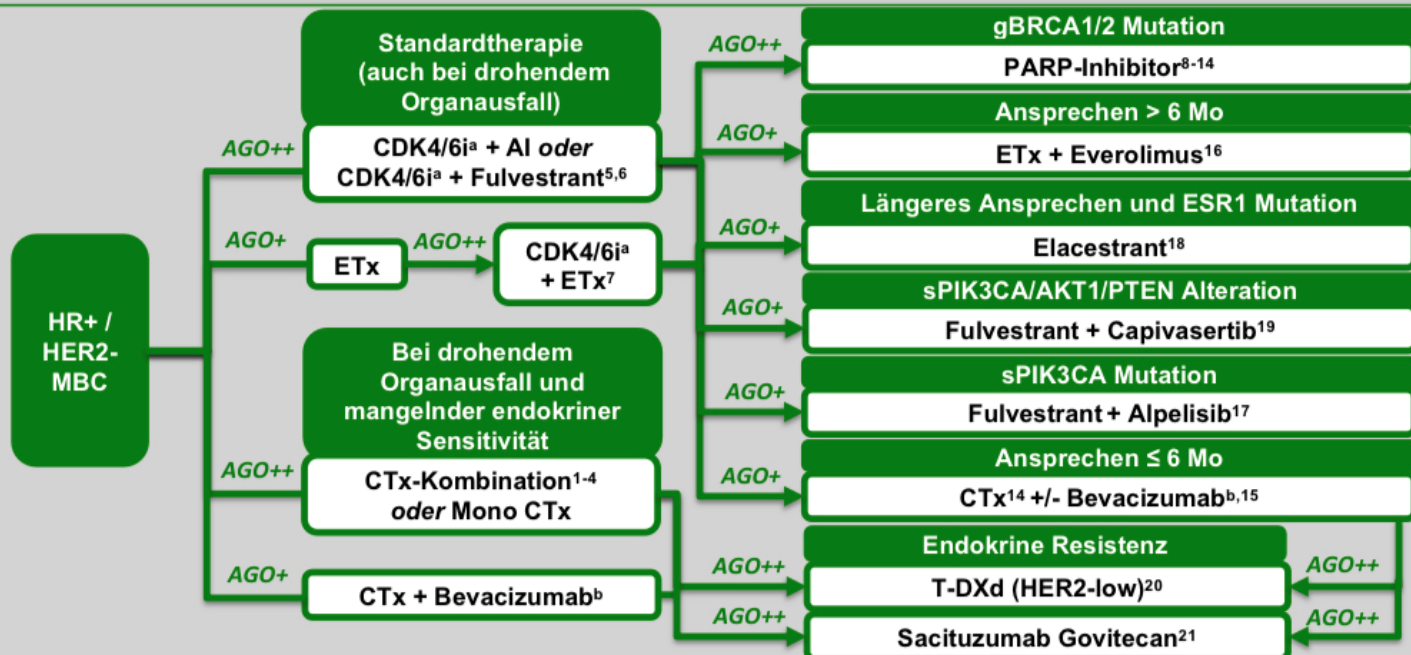 HR+ /
HER2-
MBC
AGO++
Standardtherapie
(auch bei drohendem
Organausfall)
CDK4/6iᵃ + AI oder
CDK4/6iᵃ + Fulvestrant⁵,⁶
AGO+
ETx
AGO++
CDK4/6iᵃ
+ ETx⁷
AGO++
Bei drohendem
Organausfall und
mangelnder endokriner
Sensitivität
CTx-Kombination¹⁻⁴
oder Mono CTx
AGO+
CTx + Bevacizumabᵇ
AGO++
gBRCA1/2 Mutation
PARP-Inhibitor⁸⁻¹⁴
AGO+
Ansprechen > 6 Mo
ETx + Everolimus¹⁶
AGO+
Längeres Ansprechen und ESR1 Mutation
Elacestrant¹⁸
AGO+
sPIK3CA/AKT1/PTEN Alteration
Fulvestrant + Capivasertib¹⁹
AGO+
sPIK3CA Mutation
Fulvestrant + Alpelisib¹⁷
AGO+
Ansprechen ≤ 6 Mo
CTx¹⁴ +/- Bevacizumabᵇ,¹⁵
Endokrine Resistenz
AGO++
T-DXd (HER2-low)²⁰
AGO++
AGO++
Sacituzumab Govitecan²¹
AGO++